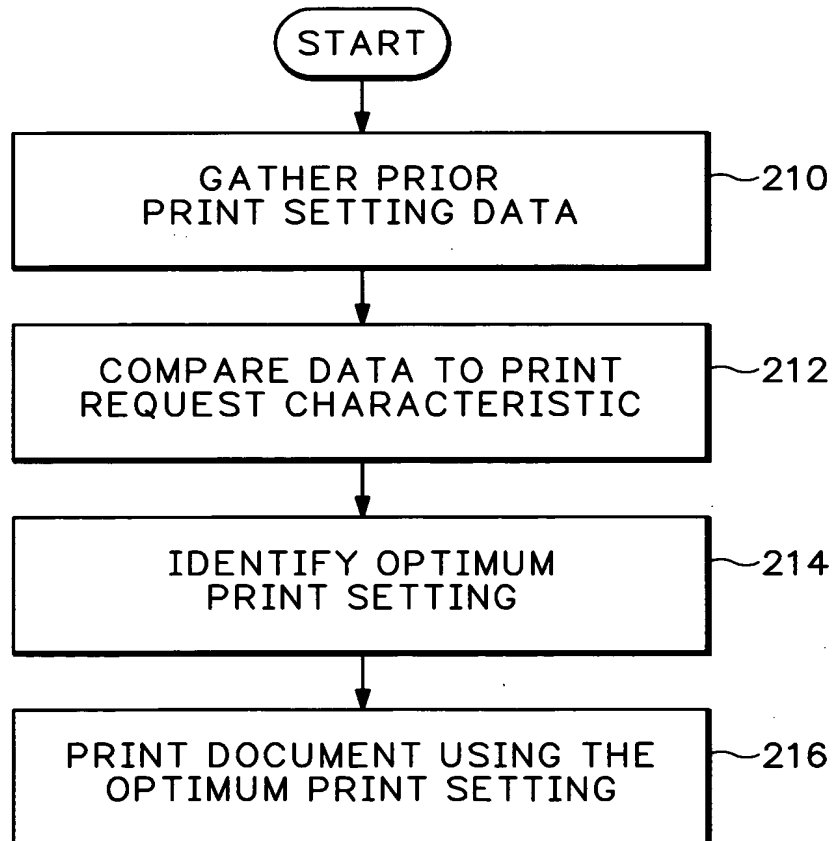 START
GATHER PRIOR
PRINT SETTING DATA
210
COMPARE DATA TO PRINT
REQUEST CHARACTERISTIC
212
IDENTIFY OPTIMUM
PRINT SETTING
214
PRINT DOCUMENT USING THE
OPTIMUM PRINT SETTING
216